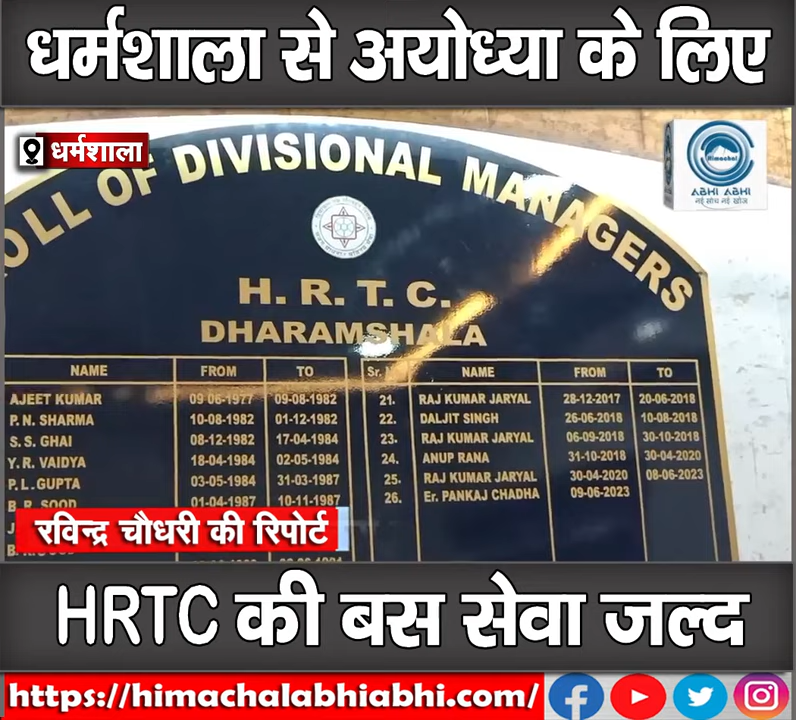 धर्मशाला से अयोध्या के लिए
धर्मशाला
ROLL OF DIVISIONAL MANAGERS
Himachal
ABHI ABHI
नई सोच नई खोज
H. R. T. C.
DHARAMSHALA
NAME FROM TO
AJEET KUMAR 09-06-1977 09-08-1982
P.N. SHARMA 10-08-1982 01-12-1982
S.S. GHAI 08-12-1982 17-04-1984
Y.R. VAIDYA 18-04-1984 02-05-1984
P.L.GUPTA 03-05-1984 31-03-1987
B.R. SOOD 01-04-1987 10-11-1987
Sr. NAME FROM TO
21. RAJ KUMAR JARYAL 28-12-2017 20-06-2018
22. DALJIT SINGH 26-06-2018 10-08-2018
23. RAJ KUMAR JARYAL 06-09-2018 30-10-2018
24. ANUP RANA 31-10-2018 30-04-2020
25. RAJ KUMAR JARYAL 30-04-2020 08-06-2023
26. Er. PANKAJ CHADHA 09-06-2023
रविन्द्र चौधरी की रिपोर्ट
HRTC की बस सेवा जल्द
https://himachalabhiabhi.com/